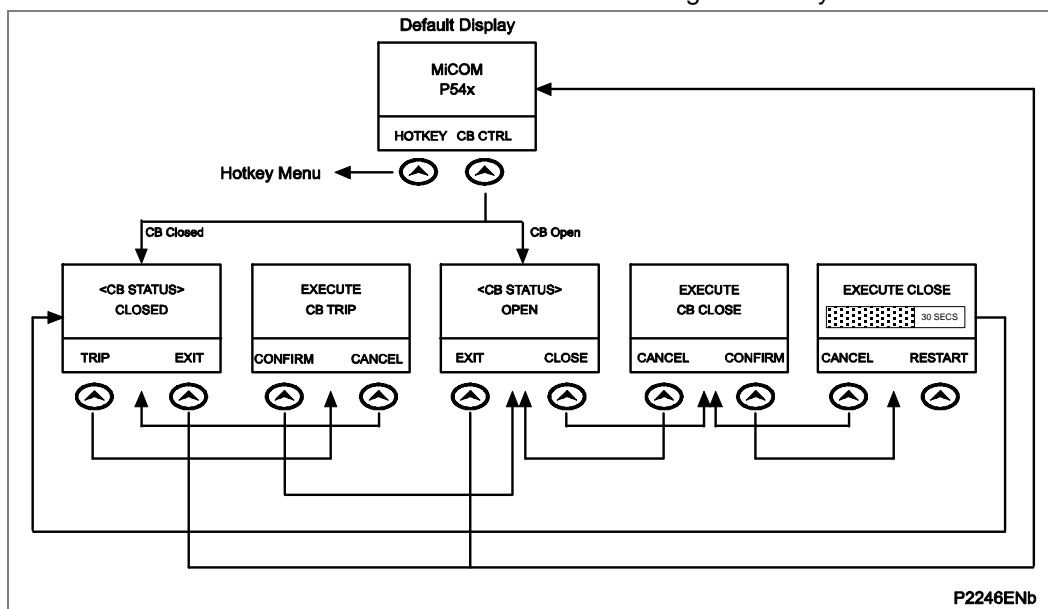 Default Display
MiCOM
P54x
HOTKEY CB CTRL
Hotkey Menu
CB Closed
CB Open
<CB STATUS>
CLOSED
TRIP EXIT
EXECUTE
CB TRIP
CONFIRM CANCEL
<CB STATUS>
OPEN
EXIT CLOSE
EXECUTE
CB CLOSE
CANCEL CONFIRM
EXECUTE CLOSE
30 SECS
CANCEL RESTART
P2246ENb